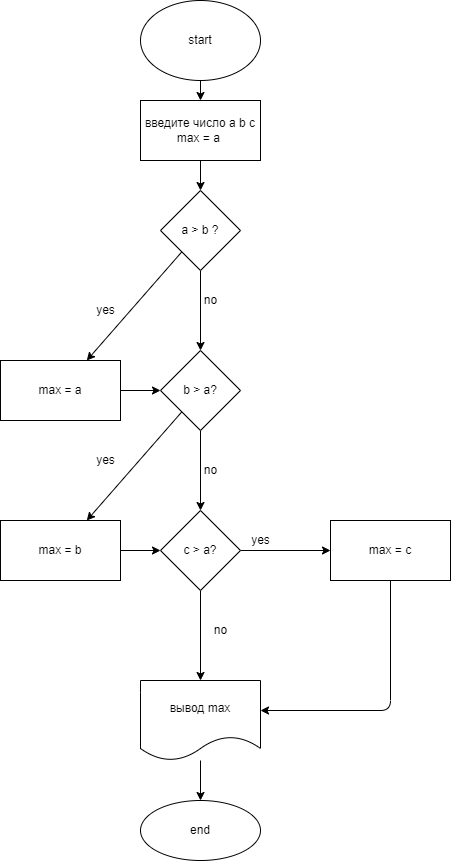 start
введите число a b c
max = a
a > b ?
yes
no
max = a
b > a?
yes
no
max = b
c > a?
yes
max = c
no
вывод max
end